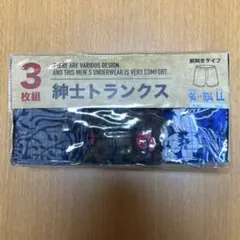 3
枚組
THERE ARE VARIOUS DESIGN.
AND THIS MEN'S UNDERWEAR IS VERY COMFORT.
紳士トランクス
前開きタイプ
94~104 LL